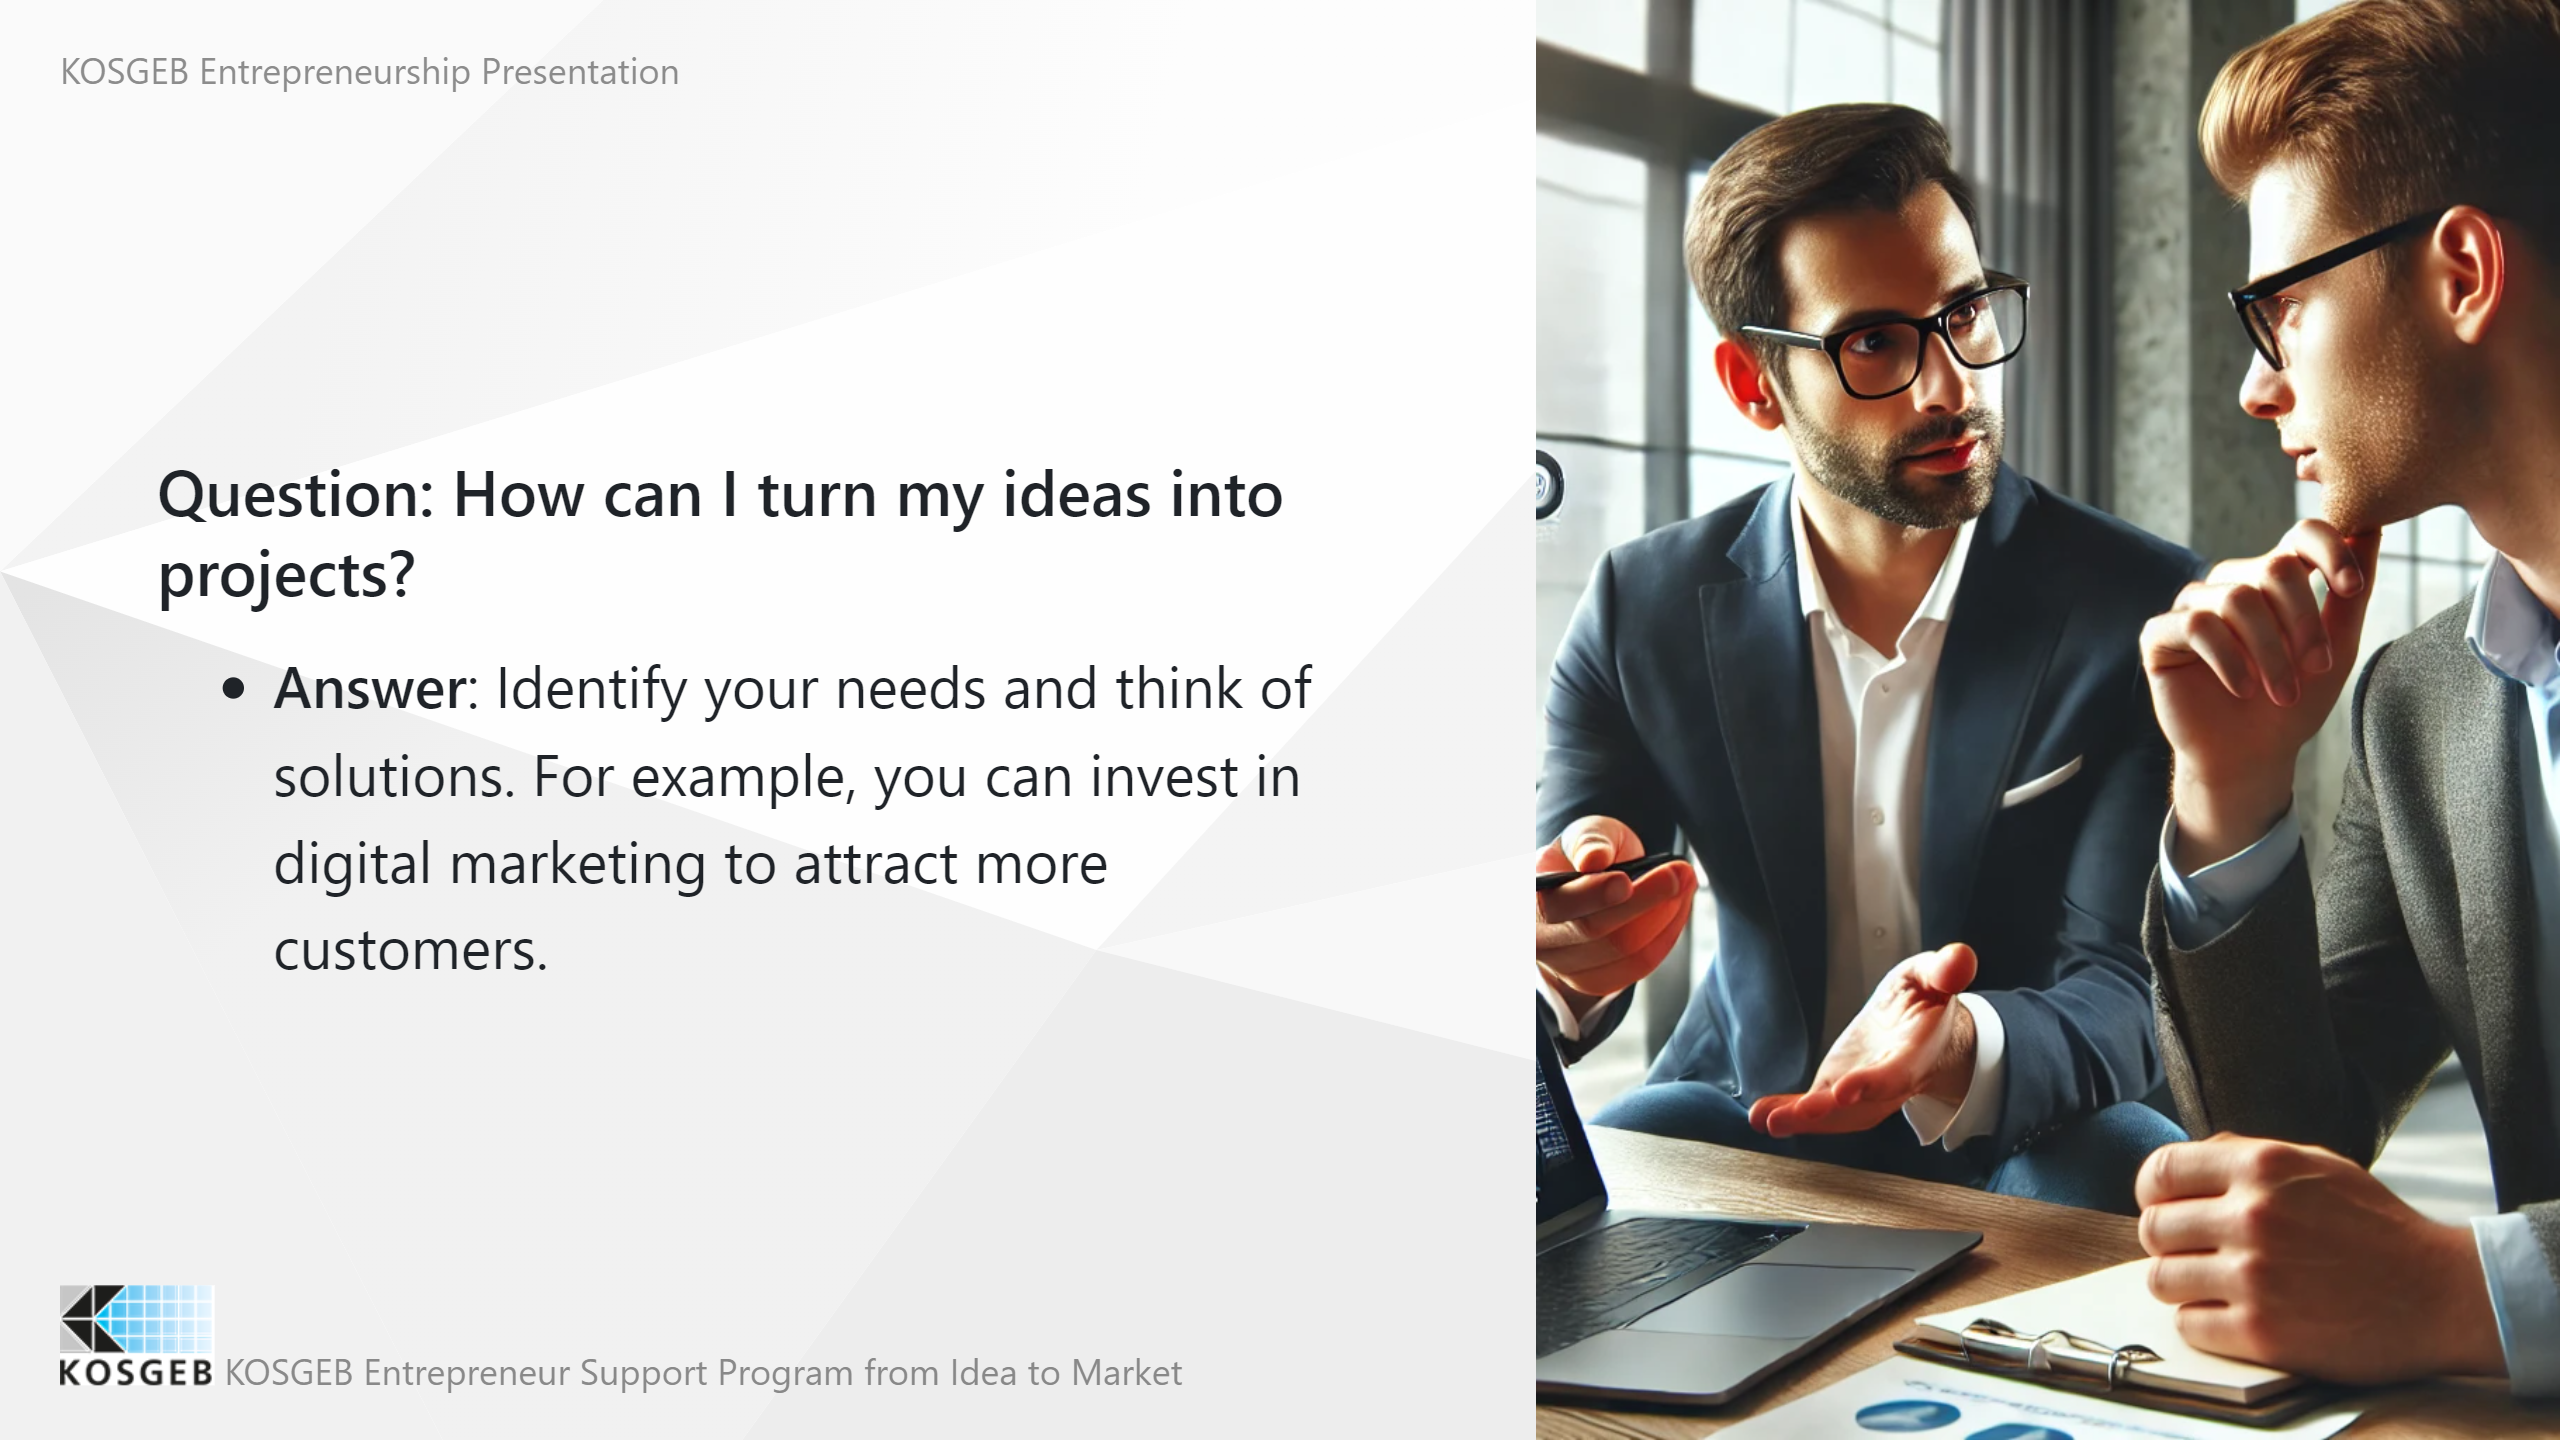 KOSGEB Entrepreneurship Presentation
Question: How can I turn my ideas into
projects?
• Answer: Identify your needs and think of
solutions. For example, you can invest in
digital marketing to attract more
customers.
KOSGEB
KOSGEB Entrepreneur Support Program from Idea to Market